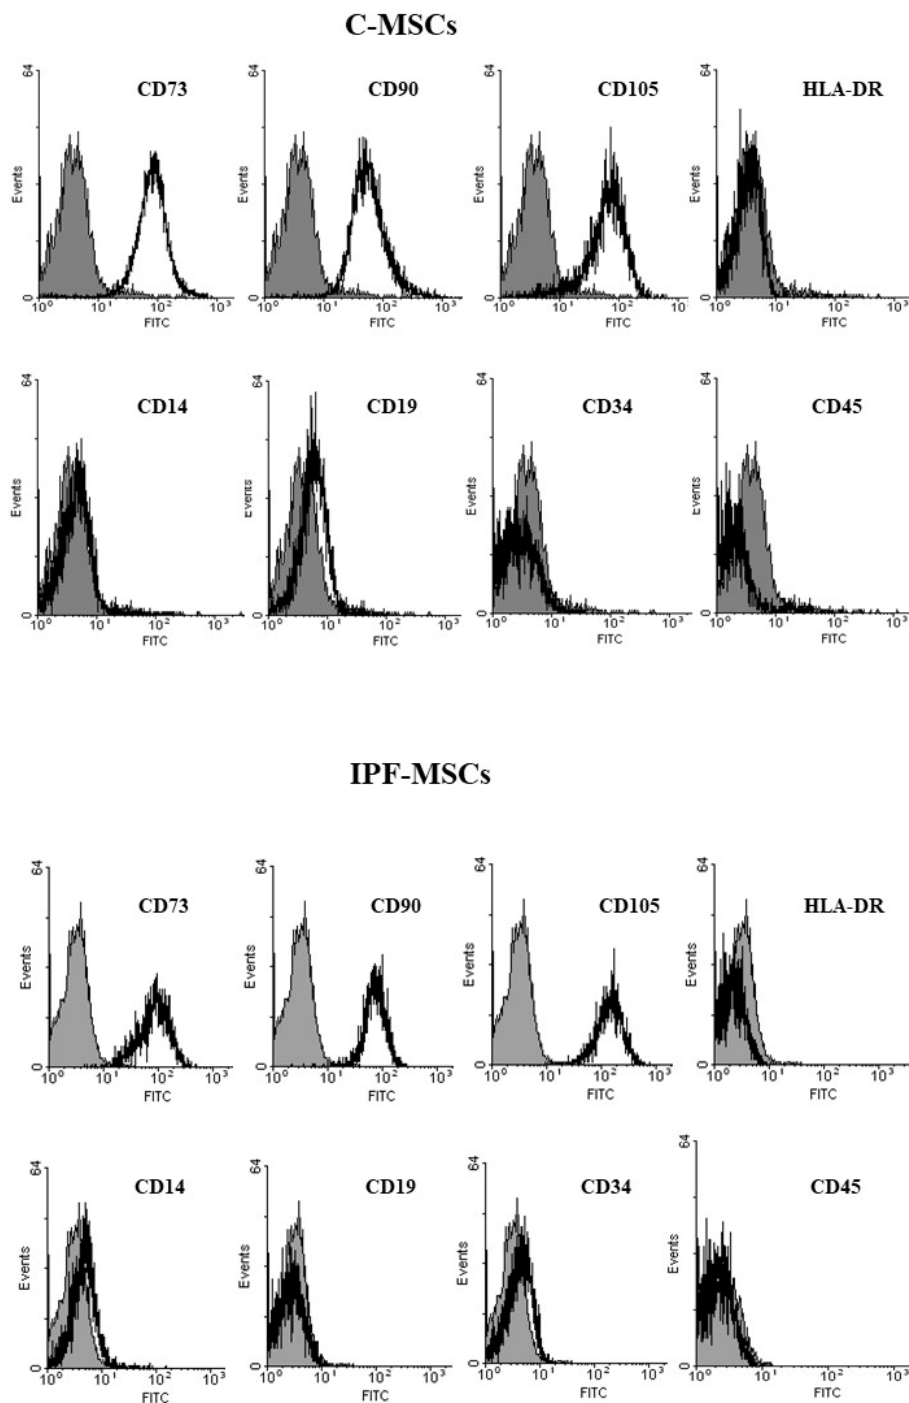 C-MSCs
CD73 CD90 CD105 HLA-DR
64 64 64 64
Events Events Events Events
0 0 0 0
10⁰ 10¹ 10² 10³ 10⁰ 10¹ 10² 10³ 10⁰ 10¹ 10² 10 10⁰ 10¹ 10² 10³
FITC FITC FITC FITC
CD14 CD19 CD34 CD45
64 64 64 64
Events Events Events Events
0 0 0 0
10⁰ 10¹ 10² 10³ 10⁰ 10¹ 10² 10³ 10⁰ 10¹ 10² 10³ 10⁰ 10¹ 10² 10³
FITC FITC FITC FITC
IPF-MSCs
CD73 CD90 CD105 HLA-DR
64 64 64 64
Events Events Events Events
0 0 0 0
10⁰ 10¹ 10² 10³ 10⁰ 10¹ 10² 10³ 10⁰ 10¹ 10² 10³ 10⁰ 10¹ 10² 10³
FITC FITC FITC FITC
CD14 CD19 CD34 CD45
64 64 64 64
Events Events Events Events
0 0 0 0
10⁰ 10¹ 10² 10³ 10⁰ 10¹ 10² 10³ 10⁰ 10¹ 10² 10³ 10⁰ 10¹ 10² 10³
FITC FITC FITC FITC